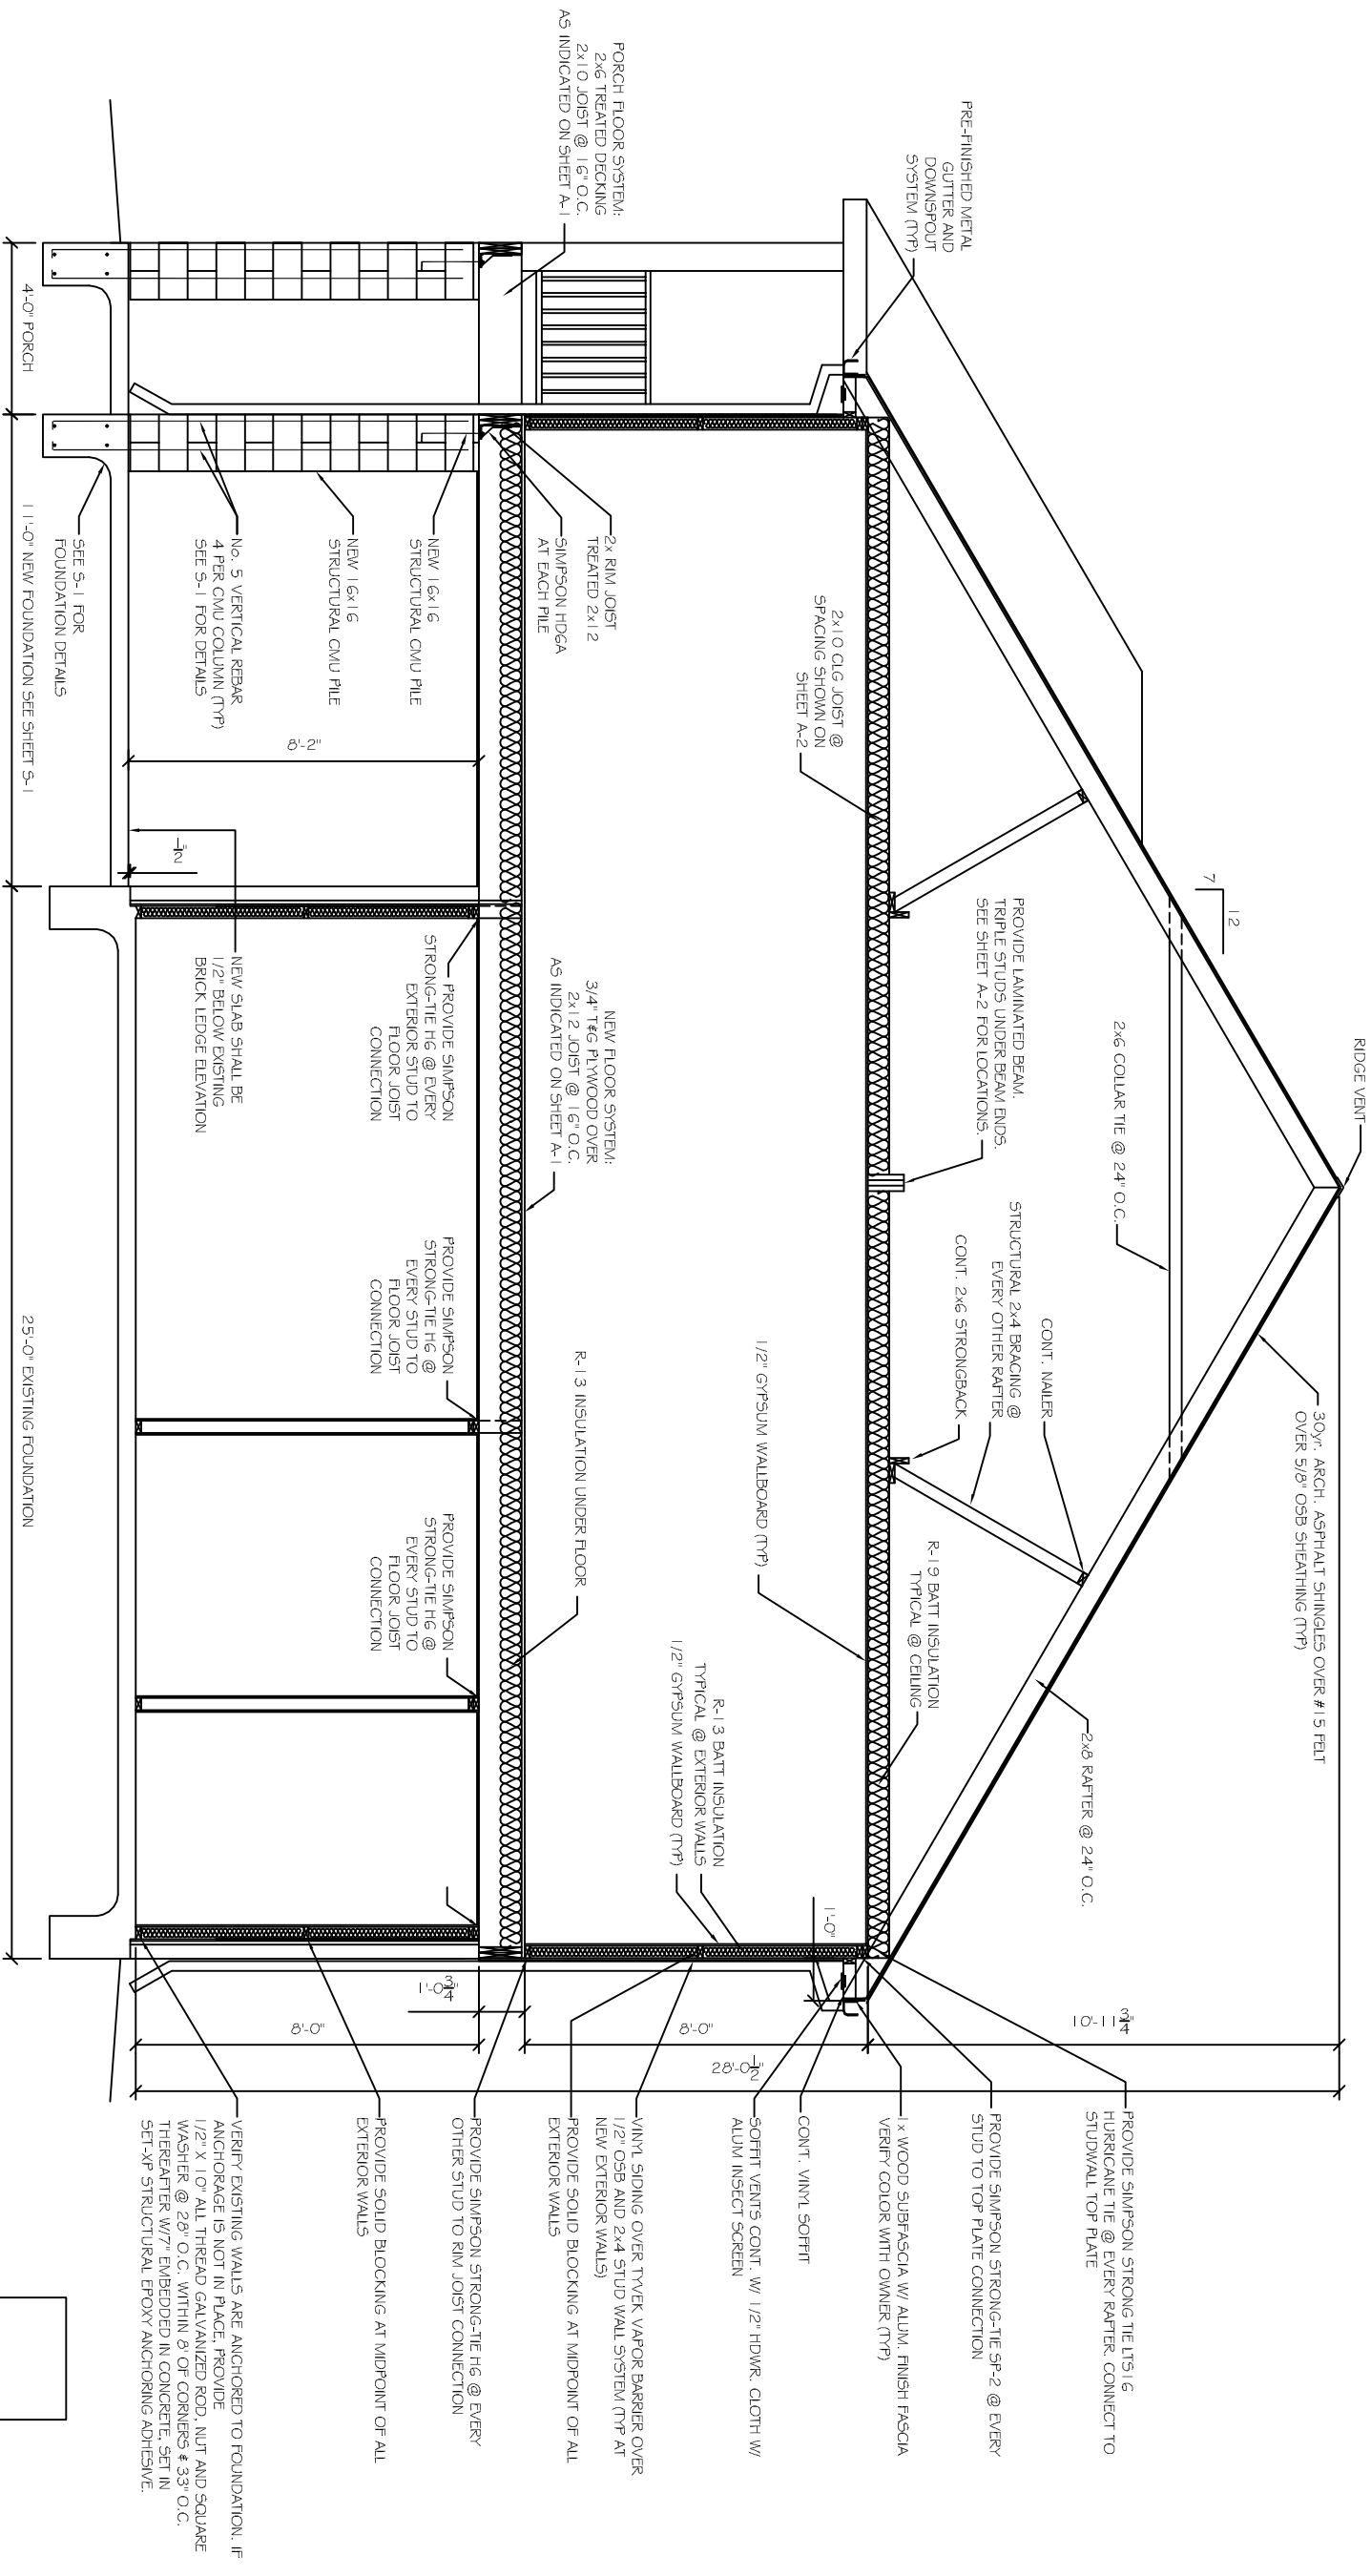 RIDGE VENT
30yr. ARCH. ASPHALT SHINGLES OVER #15 FELT
OVER 5/8" OSB SHEATHING (TYP)
12
7
2x6 COLLAR TIE @ 24" O.C.
2x8 RAFTER @ 24" O.C.
CONT. NAILER
STRUCTURAL 2x4 BRACING @
EVERY OTHER RAFTER
CONT. 2x6 STRONGBACK
PROVIDE LAMINATED BEAM.
TRIPLE STUDS UNDER BEAM ENDS.
SEE SHEET A-2 FOR LOCATIONS.
R-19 BATT INSULATION
TYPICAL @ CEILING
PRE-FINISHED METAL
GUTTER AND
DOWNSPOUT
SYSTEM (TYP)
2x10 CLG JOIST @
SPACING SHOWN ON
SHEET A-2
1/2" GYPSUM WALLBOARD (TYP)
R-13 BATT INSULATION
TYPICAL @ EXTERIOR WALLS
1/2" GYPSUM WALLBOARD (TYP)
1'-0"
10'-11 3/4"
28'-0 1/2"
8'-0"
1'-0 3/4"
8'-0"
PROVIDE SIMPSON STRONG TIE LTS16
HURRICANE TIE @ EVERY RAFTER. CONNECT TO
STUDWALL TOP PLATE
PROVIDE SIMPSON STRONG-TIE SP-2 @ EVERY
STUD TO TOP PLATE CONNECTION
1x WOOD SUBFASCIA W/ ALUM. FINISH FASCIA
VERIFY COLOR WITH OWNER (TYP)
CONT. VINYL SOFFIT
SOFFIT VENTS CONT. W/ 1/2" HDWR. CLOTH W/
ALUM INSECT SCREEN
VINYL SIDING OVER TYVEK VAPOR BARRIER OVER
1/2" OSB AND 2x4 STUD WALL SYSTEM (TYP AT
NEW EXTERIOR WALLS)
PROVIDE SOLID BLOCKING AT MIDPOINT OF ALL
EXTERIOR WALLS
PROVIDE SIMPSON STRONG-TIE H6 @ EVERY
OTHER STUD TO RIM JOIST CONNECTION
PROVIDE SOLID BLOCKING AT MIDPOINT OF ALL
EXTERIOR WALLS
VERIFY EXISTING WALLS ARE ANCHORED TO FOUNDATION. IF
ANCHORAGE IS NOT IN PLACE, PROVIDE
1/2" X 10" ALL THREAD GALVANIZED ROD, NUT AND SQUARE
WASHER @ 28" O.C. WITHIN 8' OF CORNERS & 33" O.C.
THEREAFTER W/7" EMBEDDED IN CONCRETE, SET IN
SET-XP STRUCTURAL EPOXY ANCHORING ADHESIVE.
PORCH FLOOR SYSTEM:
2x6 TREATED DECKING
2x10 JOIST @ 16" O.C.
AS INDICATED ON SHEET A-1
2x RIM JOIST
TREATED 2x12
SIMPSON HD6A
AT EACH PILE
NEW FLOOR SYSTEM:
3/4" T&G PLYWOOD OVER
2x12 JOIST @ 16" O.C.
AS INDICATED ON SHEET A-1
R-13 INSULATION UNDER FLOOR
NEW 16x16
STRUCTURAL CMU PILE
NEW 16x16
STRUCTURAL CMU PILE
No. 5 VERTICAL REBAR
4 PER CMU COLUMN (TYP)
SEE S-1 FOR DETAILS
SEE S-1 FOR
FOUNDATION DETAILS
8'-2"
1/2"
PROVIDE SIMPSON
STRONG-TIE H6 @ EVERY
EXTERIOR STUD TO
FLOOR JOIST
CONNECTION
NEW SLAB SHALL BE
1/2" BELOW EXISTING
BRICK LEDGE ELEVATION
PROVIDE SIMPSON
STRONG-TIE H6 @
EVERY STUD TO
FLOOR JOIST
CONNECTION
PROVIDE SIMPSON
STRONG-TIE H6 @
EVERY STUD TO
FLOOR JOIST
CONNECTION
4'-0" PORCH
11'-0" NEW FOUNDATION SEE SHEET S-1
25'-0" EXISTING FOUNDATION